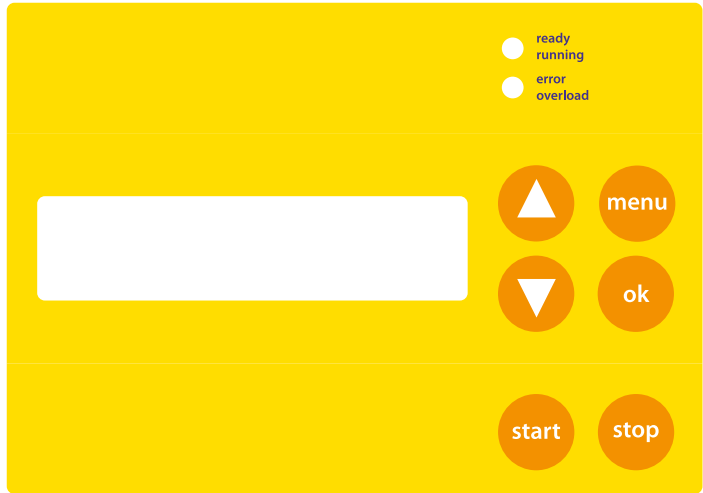 ready
running
error
overload
menu
ok
start
stop